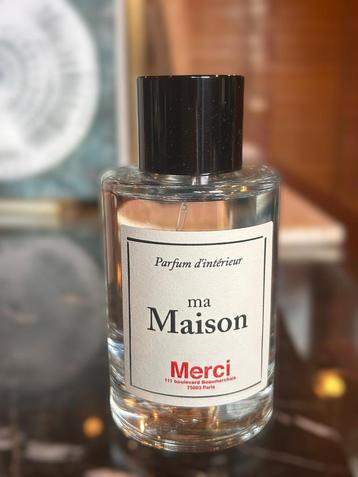 Parfum d'intérieur
ma
Maison
Merci
111 boulevard Beaumarchais
75003 Paris